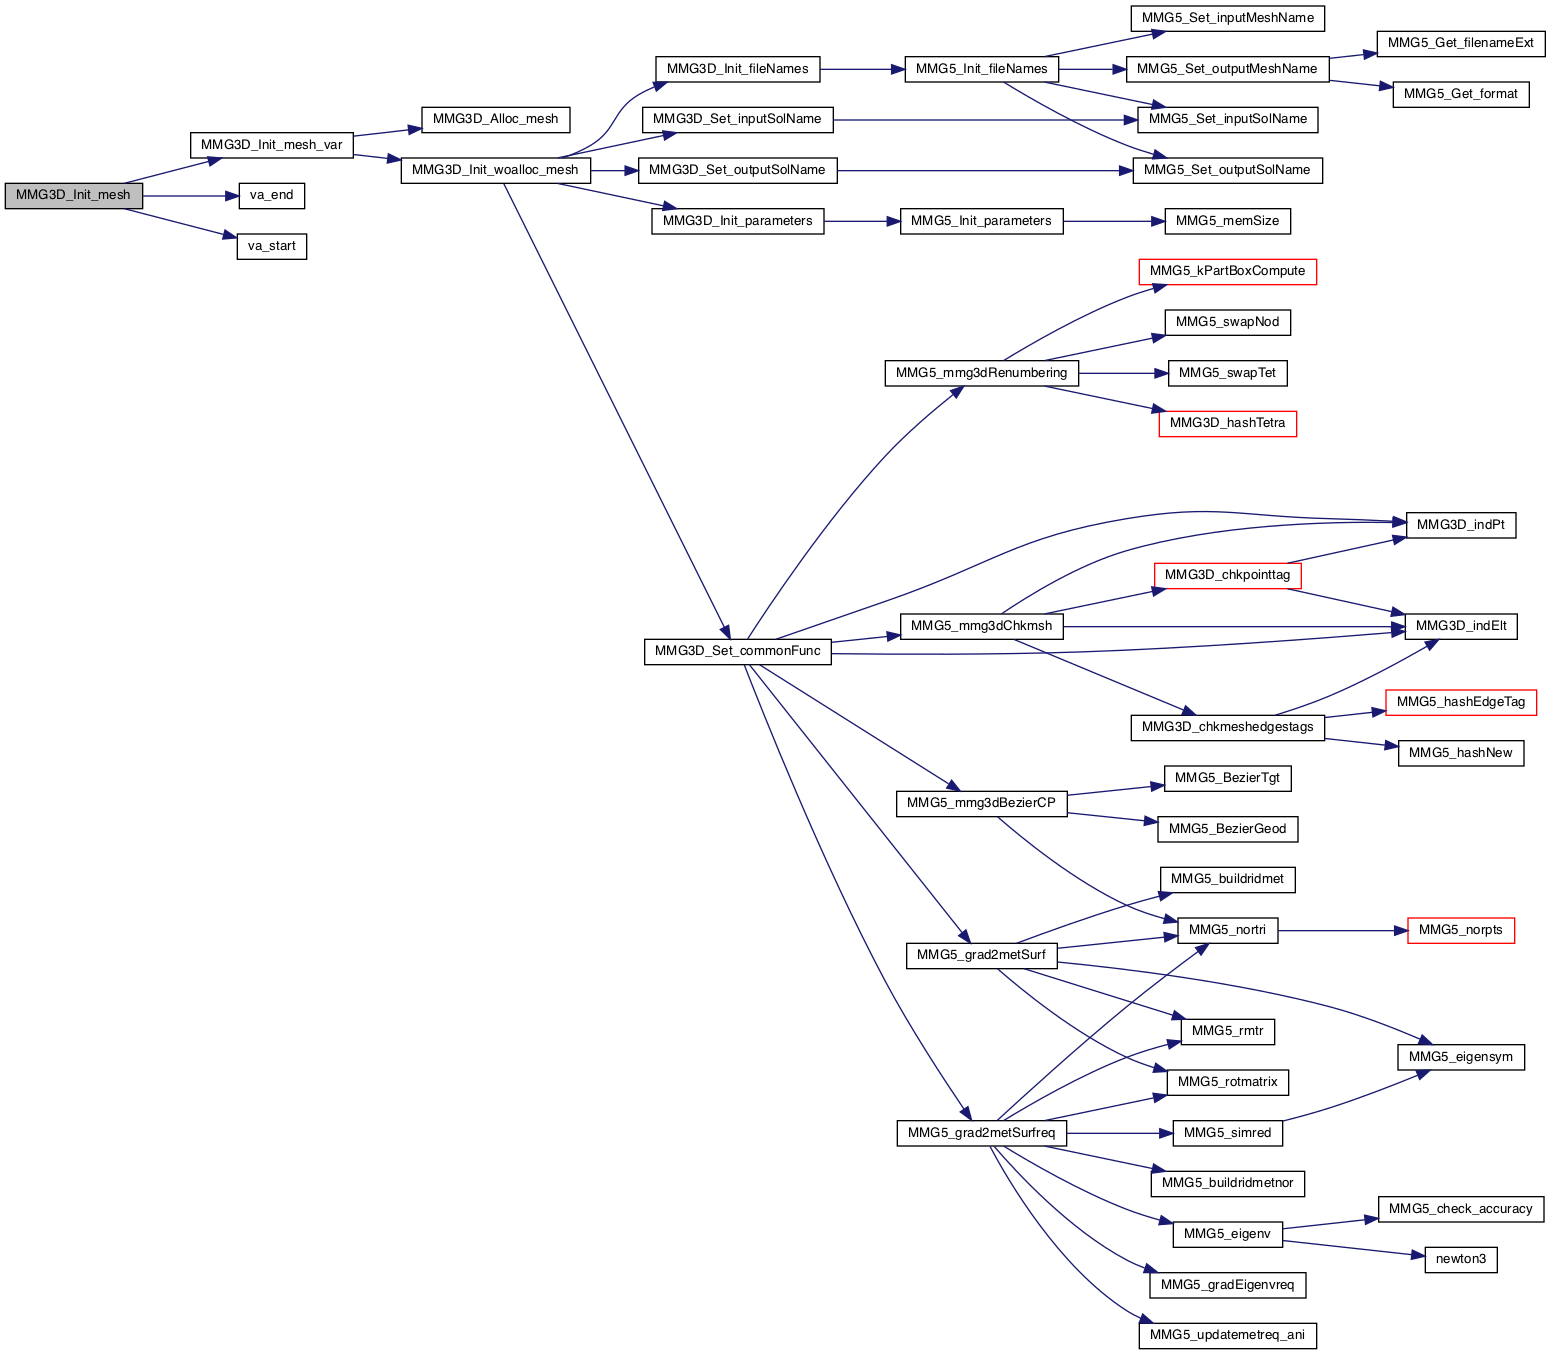 MMG5_Set_inputMeshName
MMG5_Get_filenameExt
MMG3D_Init_fileNames
MMG5_Init_fileNames
MMG5_Set_outputMeshName
MMG5_Get_format
MMG3D_Alloc_mesh
MMG3D_Set_inputSolName
MMG5_Set_inputSolName
MMG3D_Init_mesh_var
MMG3D_Init_woalloc_mesh
MMG3D_Set_outputSolName
MMG5_Set_outputSolName
MMG3D_Init_mesh
va_end
MMG3D_Init_parameters
MMG5_Init_parameters
MMG5_memSize
va_start
MMG5_kPartBoxCompute
MMG5_swapNod
MMG5_mmg3dRenumbering
MMG5_swapTet
MMG3D_hashTetra
MMG3D_indPt
MMG3D_chkpointtag
MMG5_mmg3dChkmsh
MMG3D_indElt
MMG3D_Set_commonFunc
MMG5_hashEdgeTag
MMG3D_chkmeshedgestags
MMG5_hashNew
MMG5_BezierTgt
MMG5_mmg3dBezierCP
MMG5_BezierGeod
MMG5_buildridmet
MMG5_nortri
MMG5_norpts
MMG5_grad2metSurf
MMG5_rmtr
MMG5_eigensym
MMG5_rotmatrix
MMG5_grad2metSurfreq
MMG5_simred
MMG5_buildridmetnor
MMG5_check_accuracy
MMG5_eigenv
newton3
MMG5_gradEigenvreq
MMG5_updatemetreq_ani